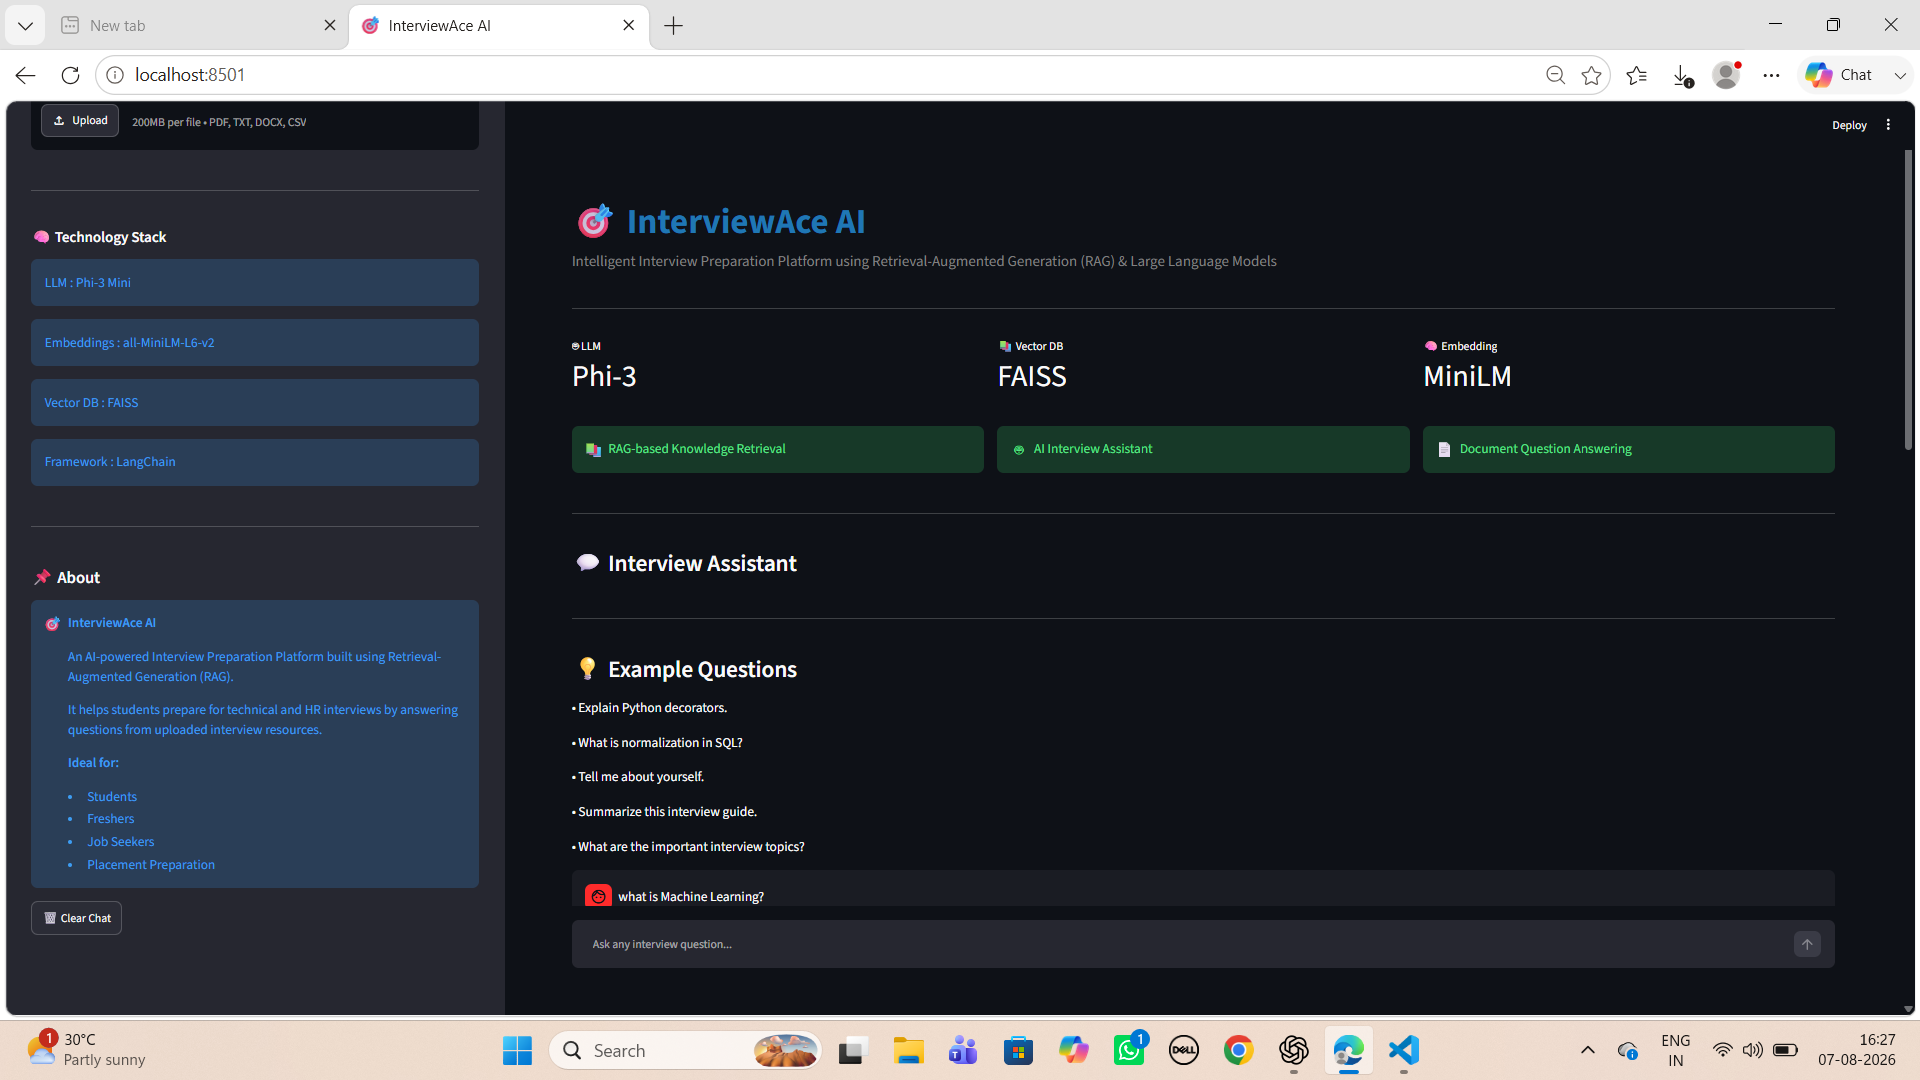 New tab
InterviewAce AI
localhost:8501
Chat
Upload
200MB per file • PDF, TXT, DOCX, CSV
Technology Stack
LLM : Phi-3 Mini
Embeddings : all-MiniLM-L6-v2
Vector DB : FAISS
Framework : LangChain
About
InterviewAce AI
An AI-powered Interview Preparation Platform built using Retrieval-
Augmented Generation (RAG).
It helps students prepare for technical and HR interviews by answering
questions from uploaded interview resources.
Ideal for:
• Students
• Freshers
• Job Seekers
• Placement Preparation
Clear Chat
Deploy
InterviewAce AI
Intelligent Interview Preparation Platform using Retrieval-Augmented Generation (RAG) & Large Language Models
LLM
Phi-3
Vector DB
FAISS
Embedding
MiniLM
RAG-based Knowledge Retrieval
AI Interview Assistant
Document Question Answering
Interview Assistant
Example Questions
• Explain Python decorators.
• What is normalization in SQL?
• Tell me about yourself.
• Summarize this interview guide.
• What are the important interview topics?
what is Machine Learning?
Ask any interview question...
1
30°C
Partly sunny
Search
1
DELL
ENG
IN
16:27
07-08-2026